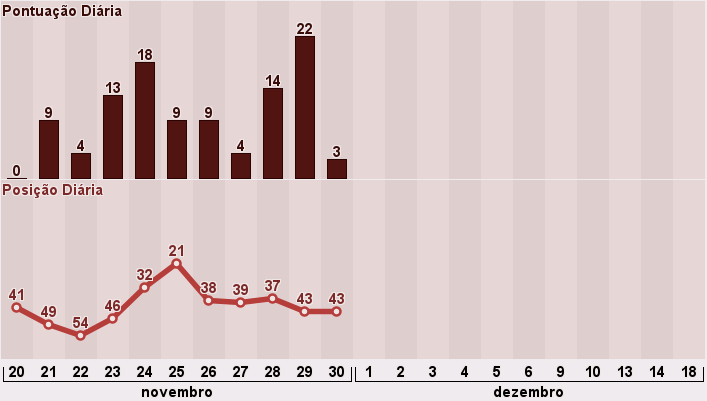 Pontuação Diária
0 9 4 13 18 9 9 4 14 22 3
Posição Diária
41 49 54 46 32 21 38 39 37 43 43
20 21 22 23 24 25 26 27 28 29 30 1 2 3 4 5 6 9 10 13 14 18
novembro dezembro